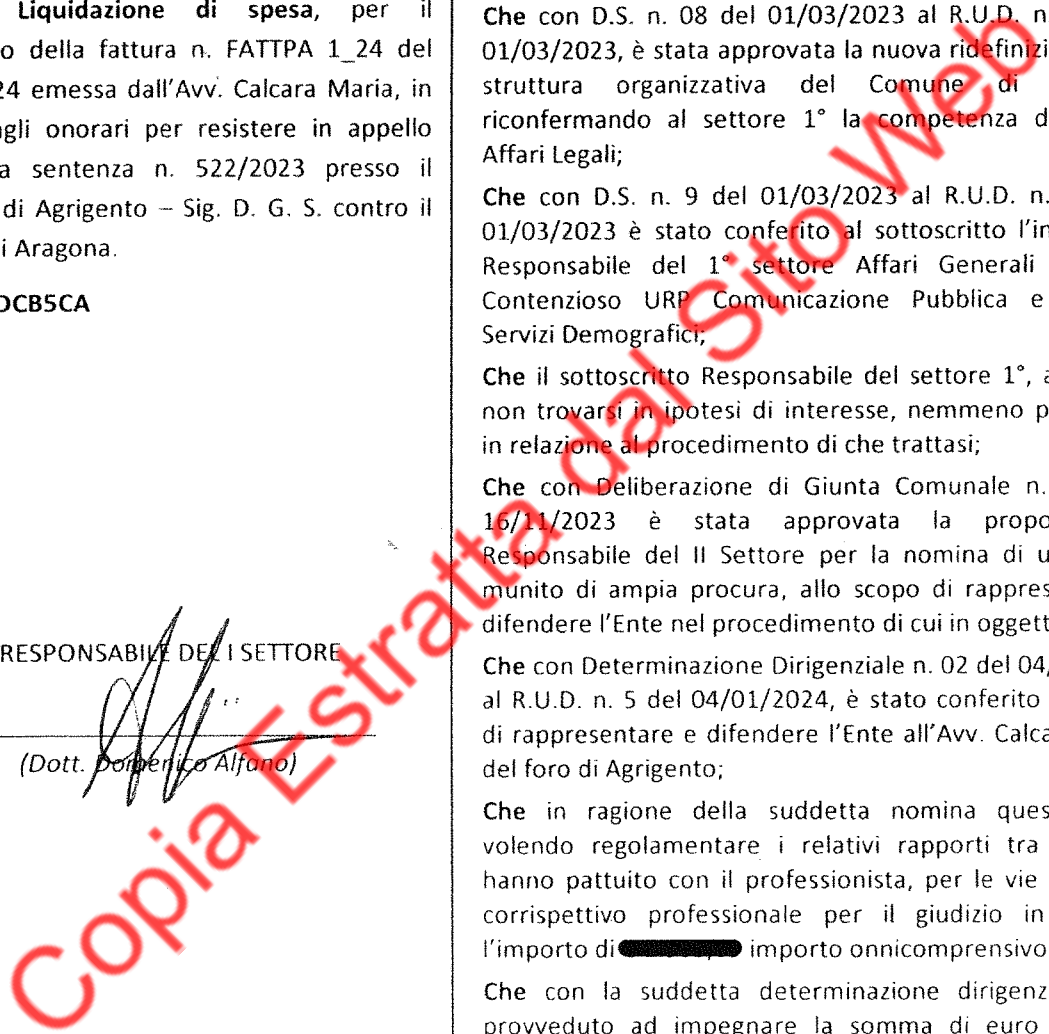 Liquidazione di spesa, per il
o della fattura n. FATTPA 1_24 del
24 emessa dall'Avv. Calcara Maria, in
agli onorari per resistere in appello
a sentenza n. 522/2023 presso il
di Agrigento – Sig. D. G. S. contro il
i Aragona.
DCB5CA
RESPONSABILE DEL I SETTORE
(Dott. Domenico Alfano)
Che con D.S. n. 08 del 01/03/2023 al R.U.D. n
01/03/2023, è stata approvata la nuova ridefinizi
struttura organizzativa del Comune di
riconfermando al settore 1° la competenza d
Affari Legali;
Che con D.S. n. 9 del 01/03/2023 al R.U.D. n.
01/03/2023 è stato conferito al sottoscritto l'in
Responsabile del 1° settore Affari Generali
Contenzioso URP Comunicazione Pubblica e
Servizi Demografici;
Che il sottoscritto Responsabile del settore 1°, a
non trovarsi in ipotesi di interesse, nemmeno p
in relazione al procedimento di che trattasi;
Che con Deliberazione di Giunta Comunale n.
16/11/2023 è stata approvata la propo
Responsabile del II Settore per la nomina di u
munito di ampia procura, allo scopo di rappres
difendere l'Ente nel procedimento di cui in oggett
Che con Determinazione Dirigenziale n. 02 del 04/
al R.U.D. n. 5 del 04/01/2024, è stato conferito
di rappresentare e difendere l'Ente all'Avv. Calca
del foro di Agrigento;
Che in ragione della suddetta nomina ques
volendo regolamentare i relativi rapporti tra
hanno pattuito con il professionista, per le vie
corrispettivo professionale per il giudizio in
l'importo di importo onnicomprensivo
Che con la suddetta determinazione dirigenz
provveduto ad impegnare la somma di euro
Copia Estratta dal Sito Web